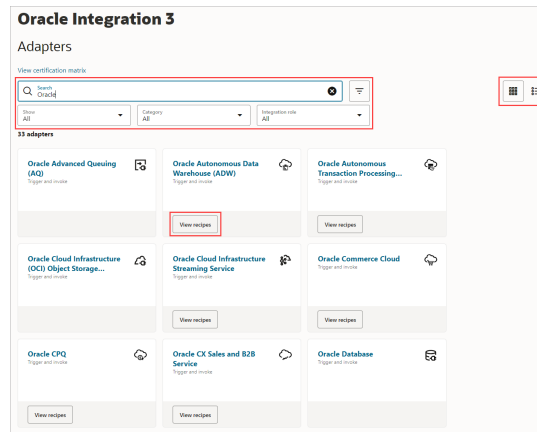 Oracle Integration 3
Adapters
View certification matrix
Search
Oracle
Show
All
Category
All
Integration role
All
33 adapters
Oracle Advanced Queuing
(AQ)
Trigger and invoke
Oracle Autonomous Data
Warehouse (ADW)
Trigger and invoke
View recipes
Oracle Autonomous
Transaction Processing...
Trigger and invoke
View recipes
Oracle Cloud Infrastructure
(OCI) Object Storage...
Trigger and invoke
Oracle Cloud Infrastructure
Streaming Service
Trigger and invoke
View recipes
Oracle Commerce Cloud
Trigger and invoke
View recipes
Oracle CPQ
Trigger and invoke
View recipes
Oracle CX Sales and B2B
Service
Trigger and invoke
View recipes
Oracle Database
Trigger and invoke